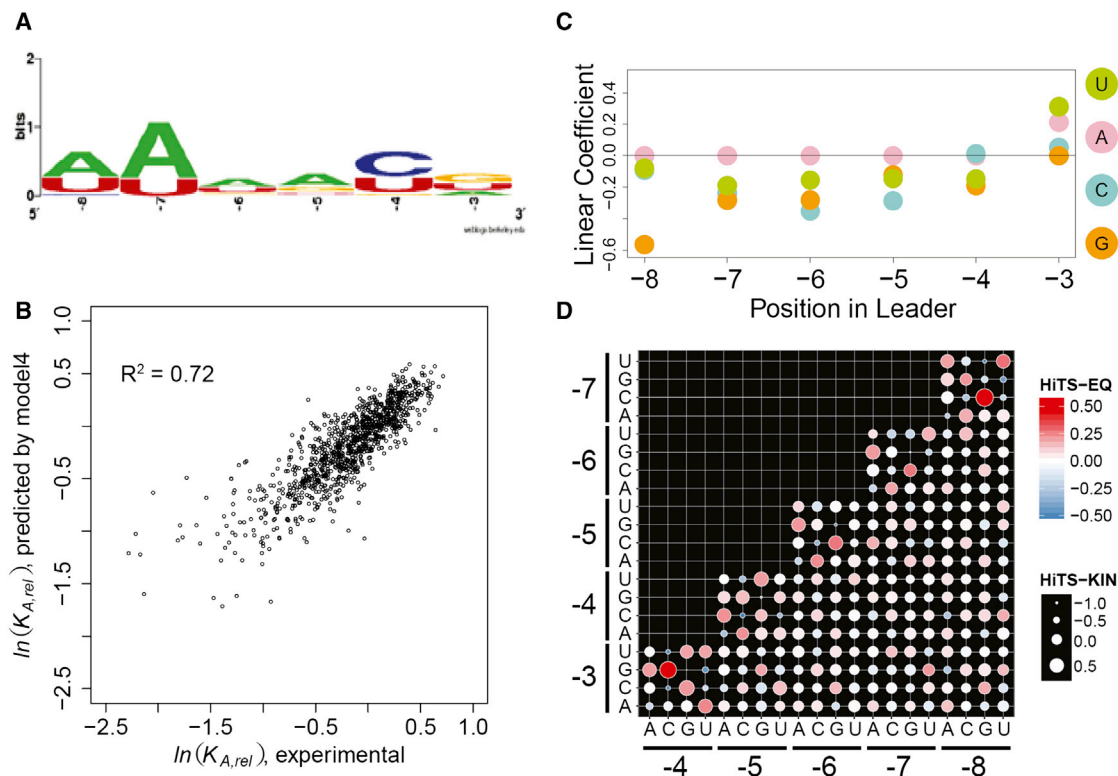 A
2
bits
1
0
5´ -8 -7 -6 -5 -4 -3 3´
A A A A C G
U U U U
weblogo.berkeley.edu
B
R² = 0.72
1.0
0.5
−0.5
−1.5
−2.5
ln(K_A,rel), predicted by model4
−2.5 −1.5 −0.5 0.5 1.0
ln(K_A,rel), experimental
C
0.4
0.2
0.0
−0.2
−0.6
Linear Coefficient
−8 −7 −6 −5 −4 −3
Position in Leader
U
A
C
G
D
-7
U
G
C
A
-6
U
G
C
A
-5
U
G
C
A
-4
U
G
C
A
-3
U
G
C
A
A C G U A C G U A C G U A C G U A C G U
-4 -5 -6 -7 -8
HiTS−EQ
0.50
0.25
0.00
−0.25
−0.50
HiTS−KIN
−1.0
−0.5
0.0
0.5